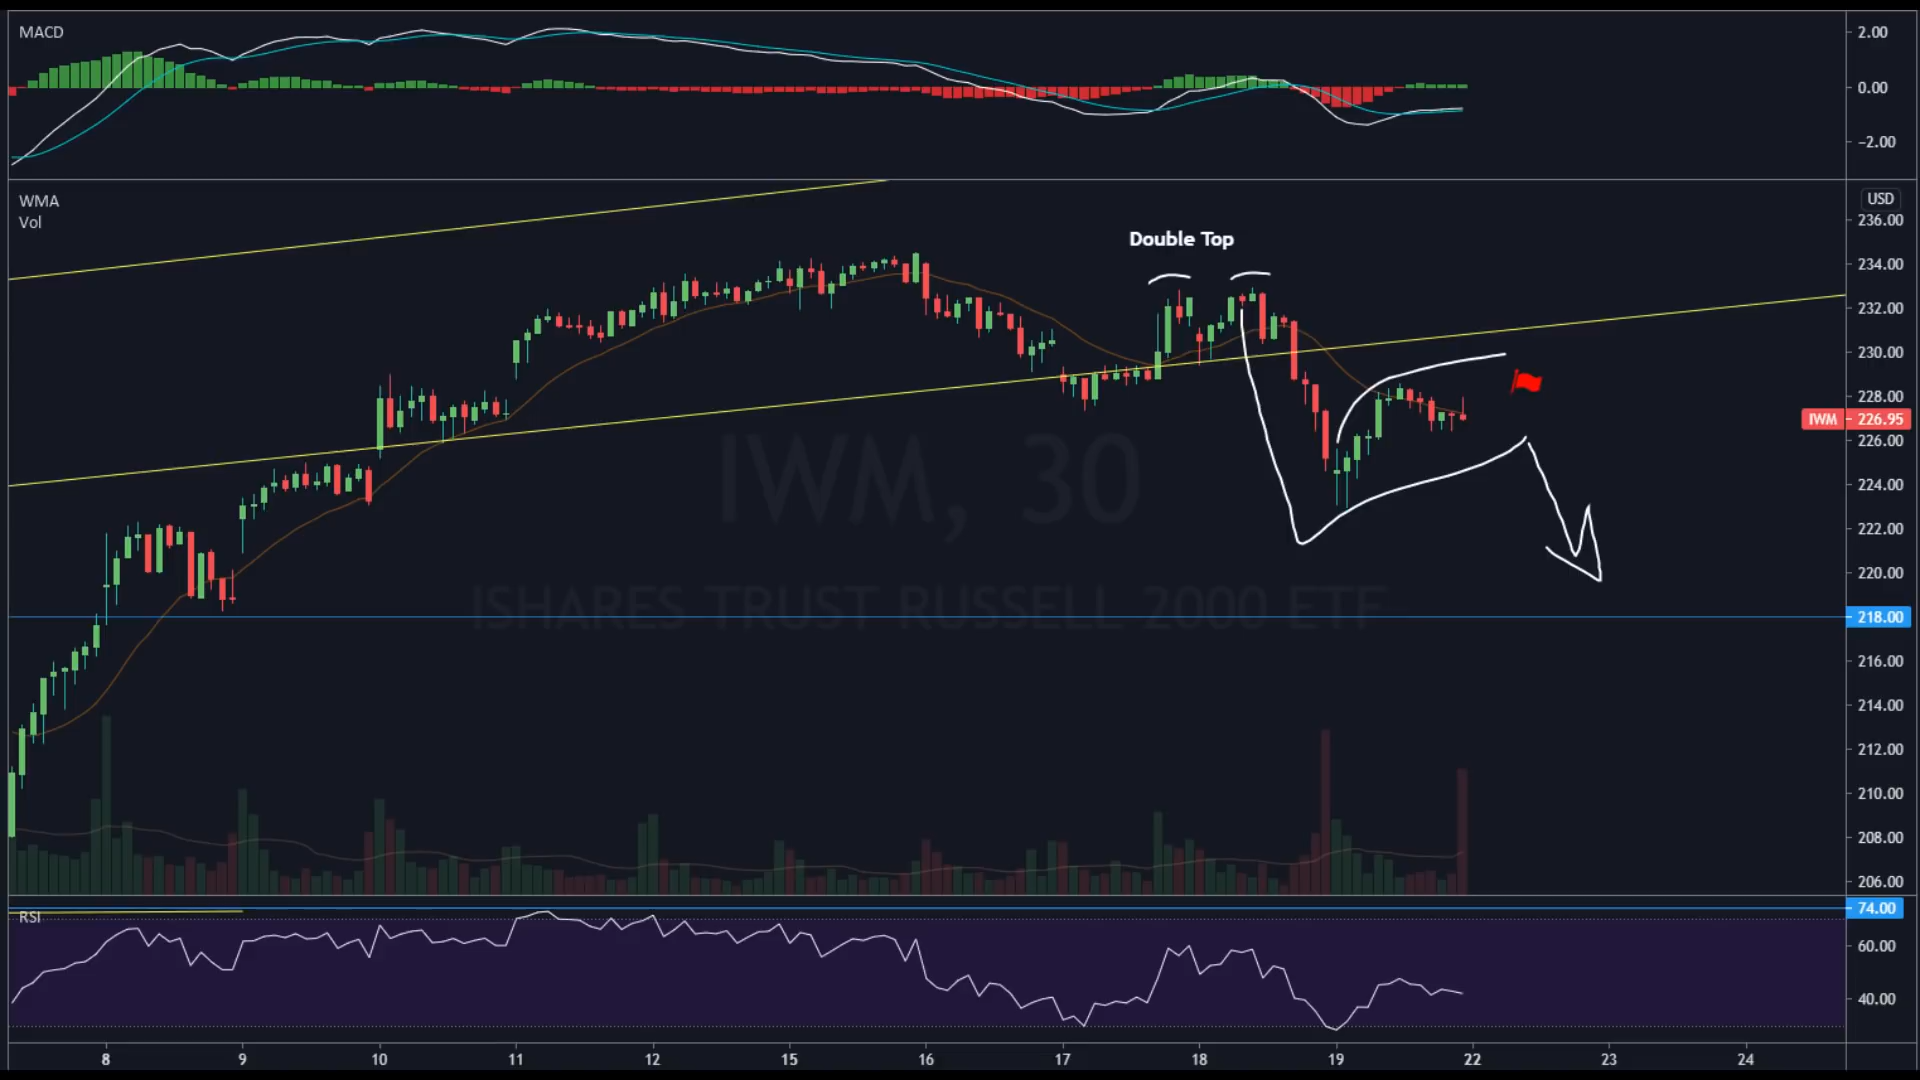 MACD
2.00
0.00
−2.00
WMA
Vol
USD
236.00
234.00
232.00
230.00
228.00
IWM 226.95
226.00
224.00
222.00
220.00
218.00
216.00
214.00
212.00
210.00
208.00
206.00
Double Top
IWM, 30
ISHARES TRUST RUSSELL 2000 ETF
RSI
74.00
60.00
40.00
8 9 10 11 12 15 16 17 18 19 22 23 24